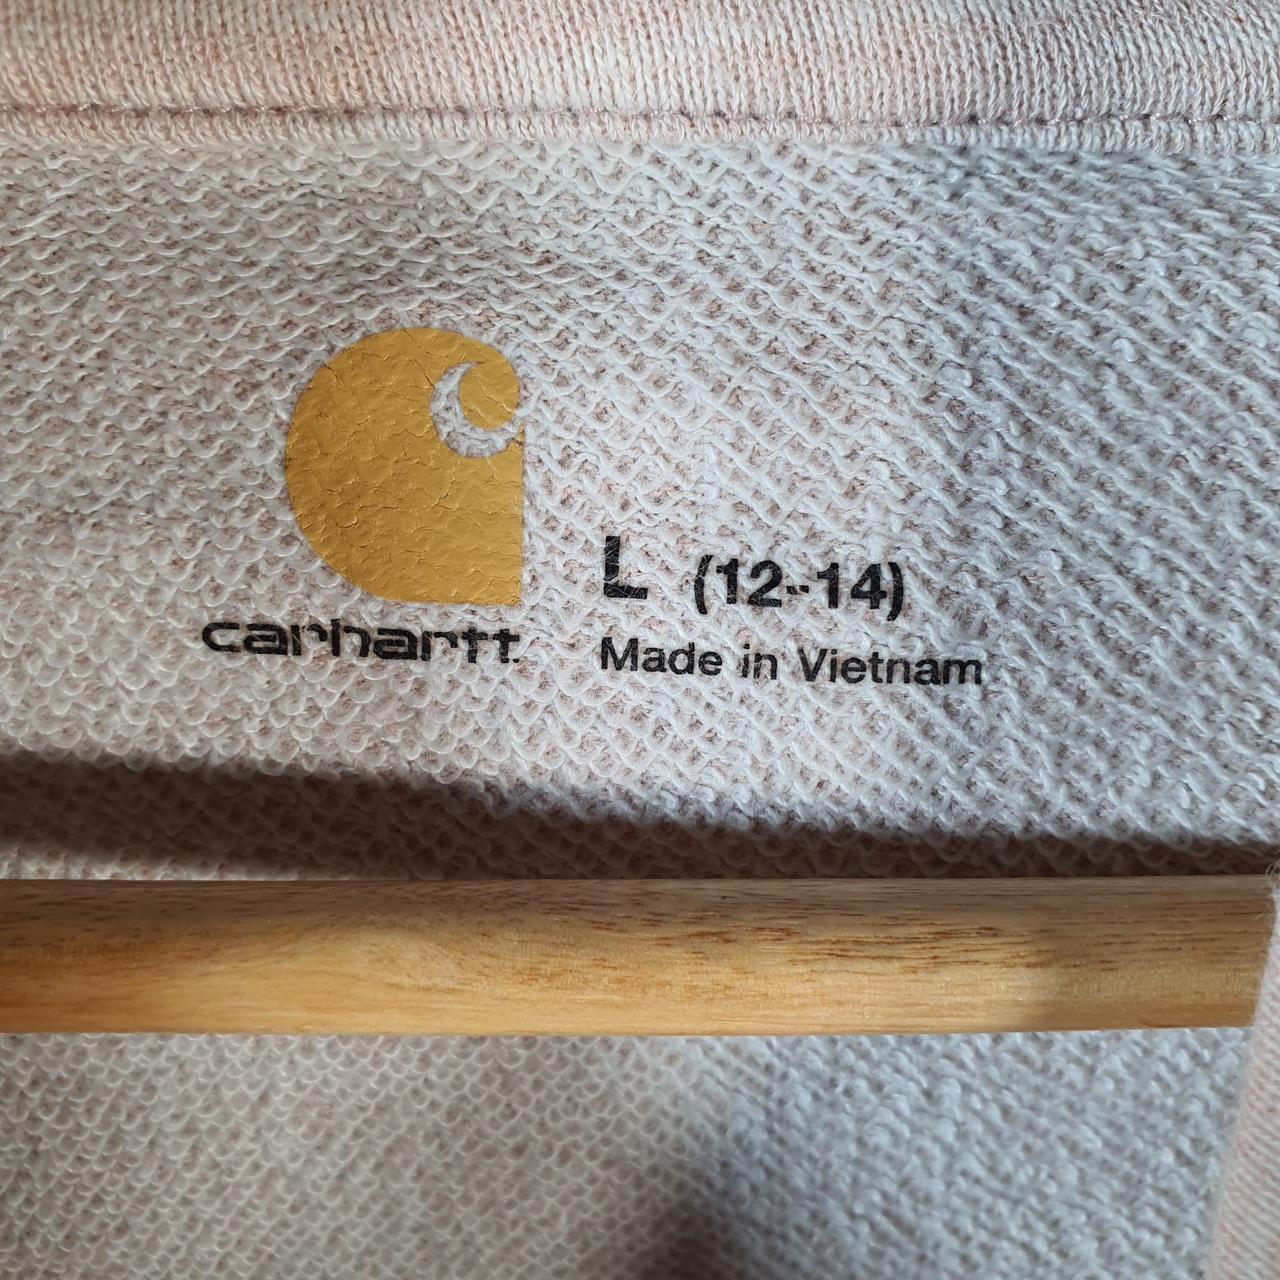 carhartt
L (12-14)
Made in Vietnam